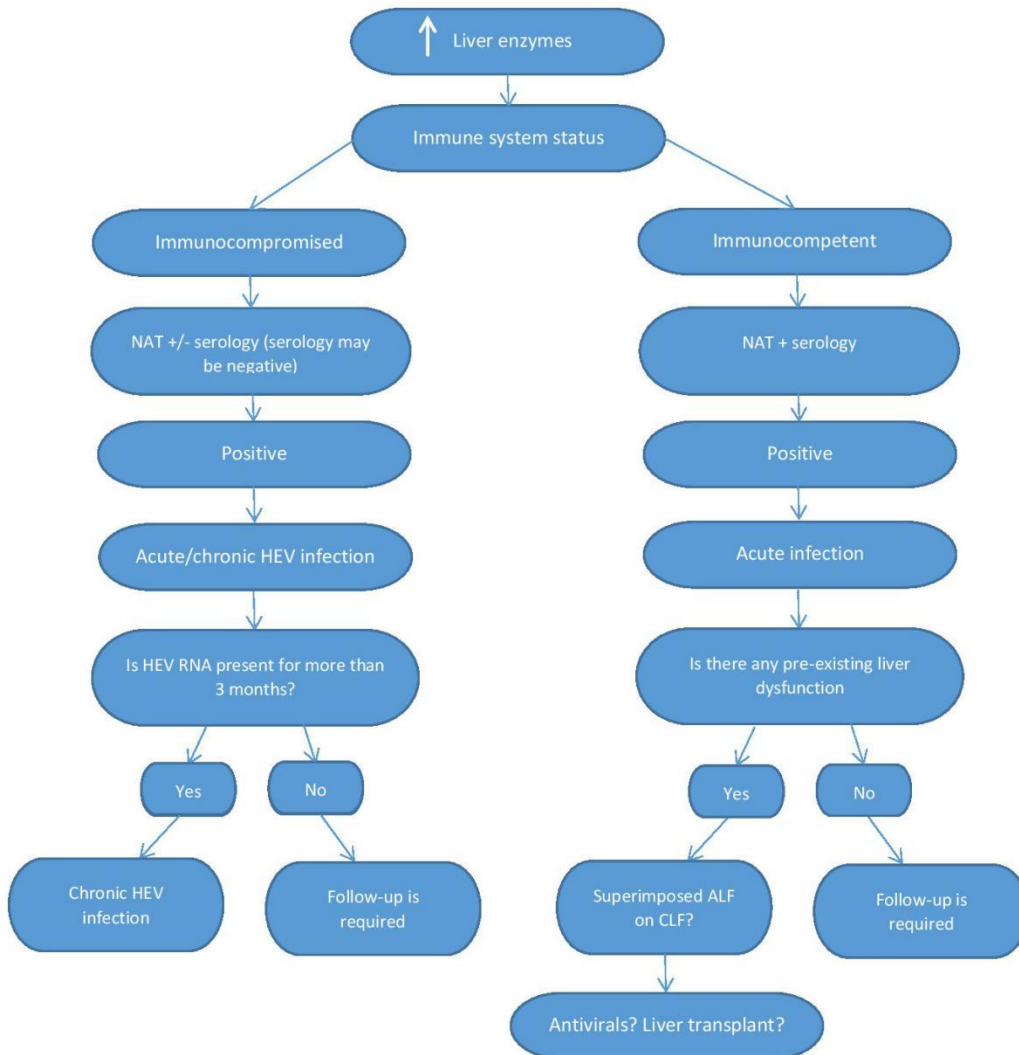 Liver enzymes
Immune system status
Immunocompromised
Immunocompetent
NAT +/- serology (serology may
be negative)
NAT + serology
Positive
Positive
Acute/chronic HEV infection
Acute infection
Is HEV RNA present for more than
3 months?
Is there any pre-existing liver
dysfunction
Yes
No
Yes
No
Chronic HEV
infection
Follow-up is
required
Superimposed ALF
on CLF?
Follow-up is
required
Antivirals? Liver transplant?